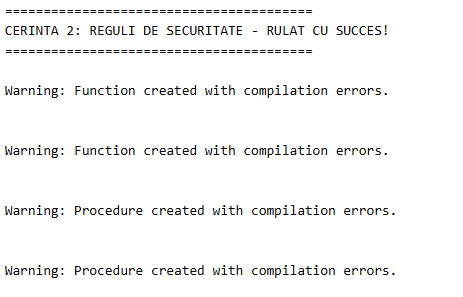 ========================================
CERINTA 2: REGULI DE SECURITATE - RULAT CU SUCCES!
========================================
Warning: Function created with compilation errors.
Warning: Function created with compilation errors.
Warning: Procedure created with compilation errors.
Warning: Procedure created with compilation errors.